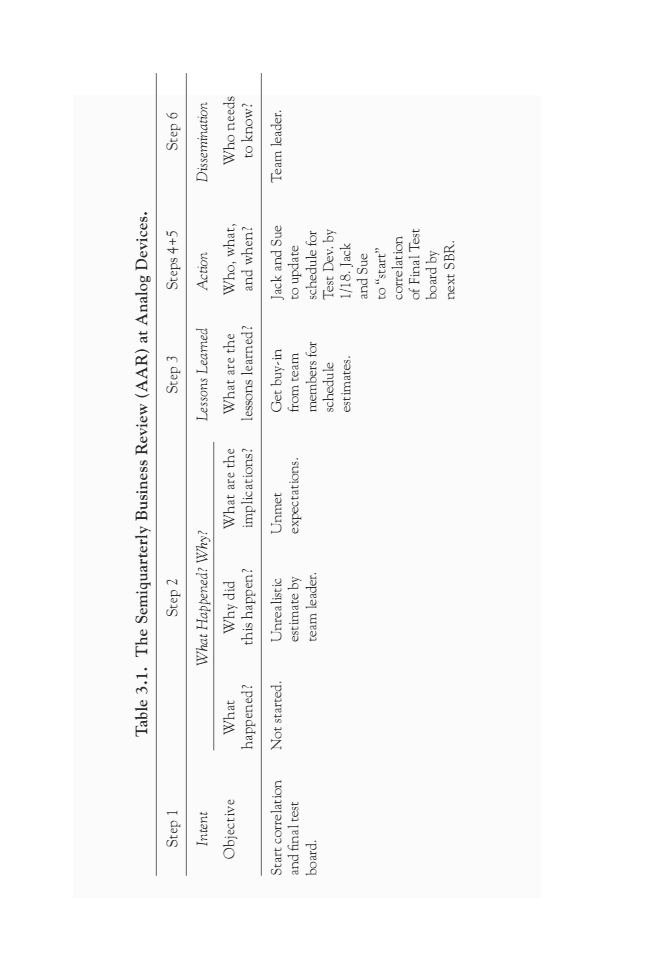 Table 3.1. The Semiquarterly Business Review (AAR) at Analog Devices.
Step 1 Step 2 Step 3 Steps 4+5 Step 6
Intent What Happened? Why? Lessons Learned Action Dissemination
Objective What Why did What are the What are the Who, what, Who needs
happened? this happen? implications? lessons learned? and when? to know?
Start correlation Not started. Unrealistic Unmet Get buy-in Jack and Sue Team leader.
and final test estimate by expectations. from team to update
board. team leader. members for schedule for
schedule Test Dev. by
estimates. 1/18. Jack
and Sue
to “start”
correlation
of Final Test
board by
next SBR.